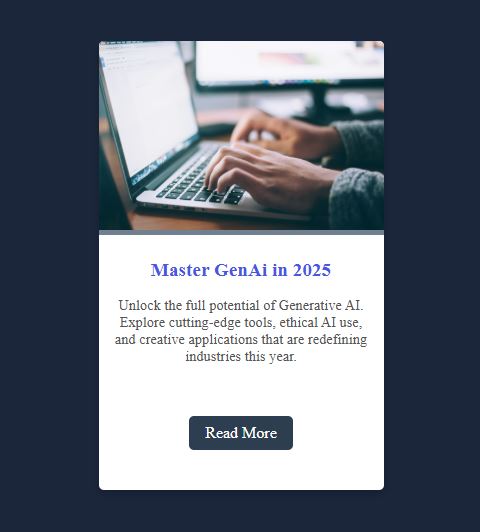 Master GenAi in 2025
Unlock the full potential of Generative AI.
Explore cutting-edge tools, ethical AI use,
and creative applications that are redefining
industries this year.
Read More